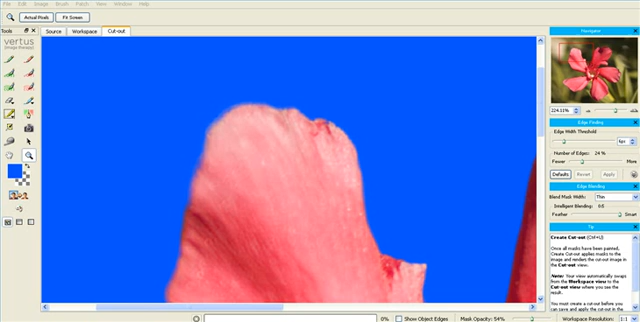 File Edit Image Brush Patch View Window Help
Actual Pixels Fit Screen
Tools
Source Workspace Cut-out
Navigator
vertus
(image therapy)
224.13%
Edge Finding
Edge Width Threshold
6px
Number of Edges: 24 %
Fewer More
Defaults Revert Apply
Edge Blending
Blend Mask Width: Thin
Intelligent Blending:
Feather Smart
Tip
Create Cut-out (Ctrl+U)
Once all masks have been painted,
Create Cut-out applies masks to
the image and renders the cut-out image in
the Cut-out view.
Note: Your view automatically swaps
from the Workspace view to the
Cut-out view where you see the
result.
You must create a cut-out before you
can save and apply the cut-out in the
0% Show Object Edges Mask Opacity: 54% Workspace Resolution: 1:1